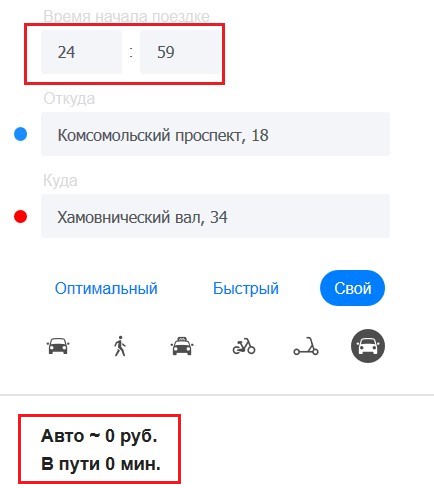 Время начала поездке
24 : 59
Откуда
Комсомольский проспект, 18
Куда
Хамовнический вал, 34
Оптимальный Быстрый Свой
Авто ~ 0 руб.
В пути 0 мин.